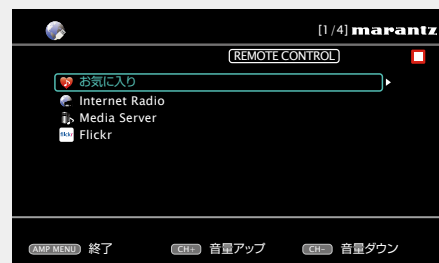 [1/4] marantz
REMOTE CONTROL
お気に入り
Internet Radio
Media Server
flickr Flickr
AMP MENU 終了 CH+ 音量アップ CH- 音量ダウン